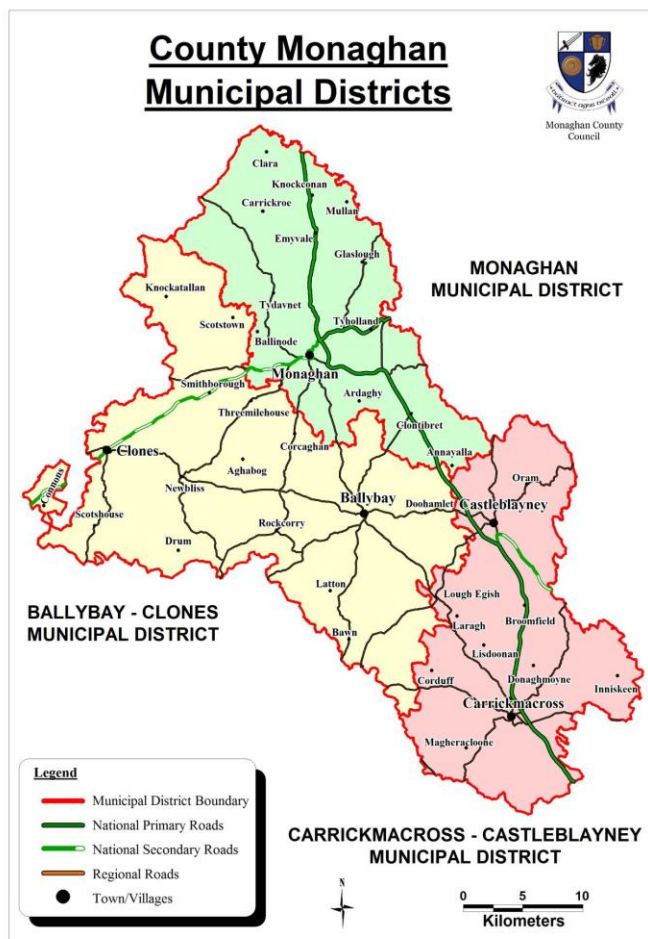 County Monaghan
Municipal Districts
Monaghan County
Council
Clara
Knockconan
Carrickroe
Mullan
Emyvale
Glaslough
MONAGHAN
MUNICIPAL DISTRICT
Knockatallan
Tydavnet
Scotstown
Tyholland
Ballinode
Monaghan
Smithborough
Ardaghy
Threemilehouse
Clontibret
Clones
Corcaghan
Annayalla
Aghabog
Oram
Connons
Newbliss
Ballybay
Doohamlet
Castleblayney
Scotshouse
Rockcorry
Drum
Latton
Lough Egish
BALLYBAY - CLONES
MUNICIPAL DISTRICT
Laragh
Broomfield
Bawn
Lisdoonan
Corduff
Donaghmoyne
Inniskeen
Carrickmacross
Magheracloone
Legend
Municipal District Boundary
National Primary Roads
National Secondary Roads
Regional Roads
Town/Villages
CARRICKMACROSS - CASTLEBLAYNEY
MUNICIPAL DISTRICT
N
0 5 10
Kilometers